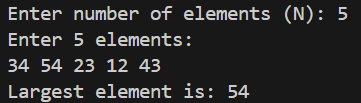 Enter number of elements (N): 5
Enter 5 elements:
34 54 23 12 43
Largest element is: 54